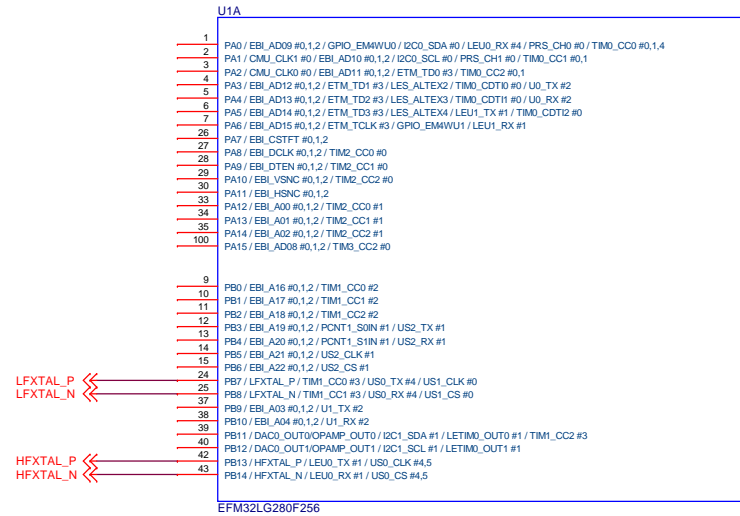 U1A
1 PA0 / EBI_AD09 #0,1,2 / GPIO_EM4WU0 / I2C0_SDA #0 / LEU0_RX #4 / PRS_CH0 #0 / TIM0_CC0 #0,1,4
2 PA1 / CMU_CLK1 #0 / EBI_AD10 #0,1,2 / I2C0_SCL #0 / PRS_CH1 #0 / TIM0_CC1 #0,1
3 PA2 / CMU_CLK0 #0 / EBI_AD11 #0,1,2 / ETM_TD0 #3 / TIM0_CC2 #0,1
4 PA3 / EBI_AD12 #0,1,2 / ETM_TD1 #3 / LES_ALTEX2 / TIM0_CDTI0 #0 / U0_TX #2
5 PA4 / EBI_AD13 #0,1,2 / ETM_TD2 #3 / LES_ALTEX3 / TIM0_CDTI1 #0 / U0_RX #2
6 PA5 / EBI_AD14 #0,1,2 / ETM_TD3 #3 / LES_ALTEX4 / LEU1_TX #1 / TIM0_CDTI2 #0
7 PA6 / EBI_AD15 #0,1,2 / ETM_TCLK #3 / GPIO_EM4WU1 / LEU1_RX #1
26 PA7 / EBI_CSTFT #0,1,2
27 PA8 / EBI_DCLK #0,1,2 / TIM2_CC0 #0
28 PA9 / EBI_DTEN #0,1,2 / TIM2_CC1 #0
29 PA10 / EBI_VSNC #0,1,2 / TIM2_CC2 #0
30 PA11 / EBI_HSNC #0,1,2
33 PA12 / EBI_A00 #0,1,2 / TIM2_CC0 #1
34 PA13 / EBI_A01 #0,1,2 / TIM2_CC1 #1
35 PA14 / EBI_A02 #0,1,2 / TIM2_CC2 #1
100 PA15 / EBI_AD08 #0,1,2 / TIM3_CC2 #0
9 PB0 / EBI_A16 #0,1,2 / TIM1_CC0 #2
10 PB1 / EBI_A17 #0,1,2 / TIM1_CC1 #2
11 PB2 / EBI_A18 #0,1,2 / TIM1_CC2 #2
12 PB3 / EBI_A19 #0,1,2 / PCNT1_S0IN #1 / US2_TX #1
13 PB4 / EBI_A20 #0,1,2 / PCNT1_S1IN #1 / US2_RX #1
14 PB5 / EBI_A21 #0,1,2 / US2_CLK #1
15 PB6 / EBI_A22 #0,1,2 / US2_CS #1
LFXTAL_P 24 PB7 / LFXTAL_P / TIM1_CC0 #3 / US0_TX #4 / US1_CLK #0
LFXTAL_N 25 PB8 / LFXTAL_N / TIM1_CC1 #3 / US0_RX #4 / US1_CS #0
37 PB9 / EBI_A03 #0,1,2 / U1_TX #2
38 PB10 / EBI_A04 #0,1,2 / U1_RX #2
39 PB11 / DAC0_OUT0/OPAMP_OUT0 / I2C1_SDA #1 / LETIM0_OUT0 #1 / TIM1_CC2 #3
40 PB12 / DAC0_OUT1/OPAMP_OUT1 / I2C1_SCL #1 / LETIM0_OUT1 #1
HFXTAL_P 42 PB13 / HFXTAL_P / LEU0_TX #1 / US0_CLK #4,5
HFXTAL_N 43 PB14 / HFXTAL_N / LEU0_RX #1 / US0_CS #4,5
EFM32LG280F256